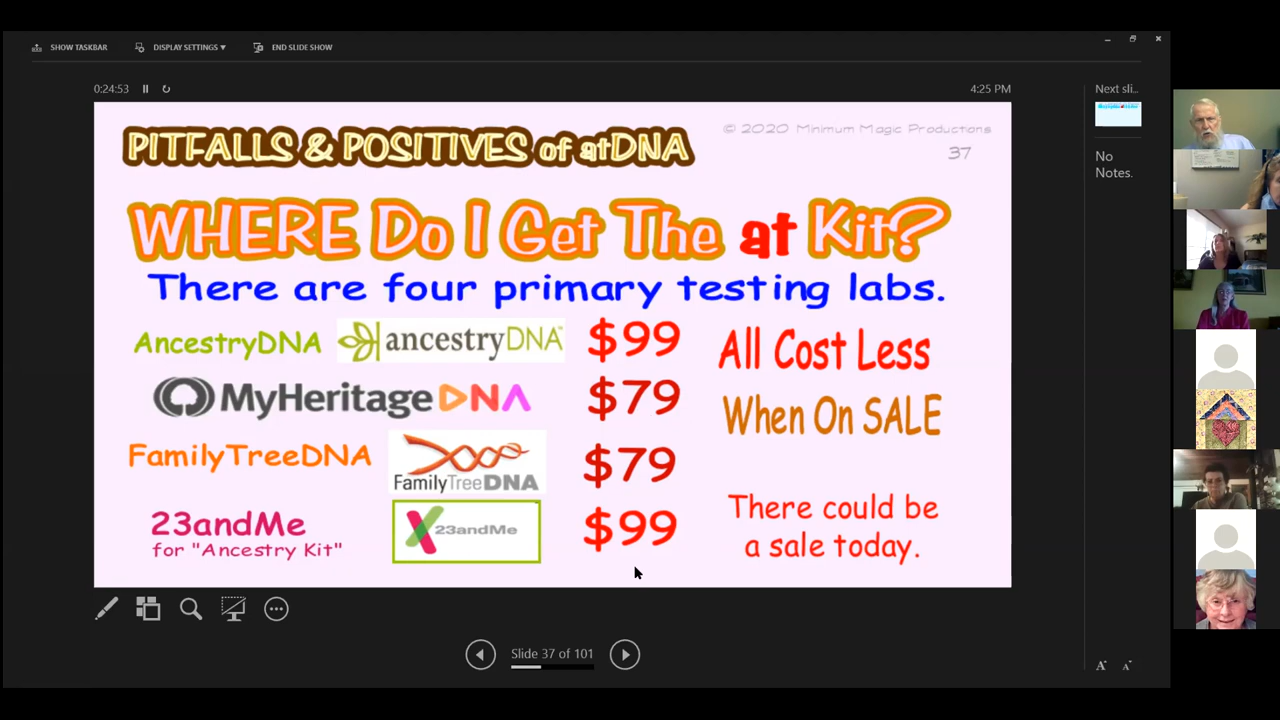 SHOW TASKBAR DISPLAY SETTINGS ▾ END SLIDE SHOW
0:24:53 4:25 PM
PITFALLS & POSITIVES of atDNA
© 2020 Minimum Magic Productions
37
WHERE Do I Get The at Kit?
There are four primary testing labs.
AncestryDNA ancestryDNA $99
MyHeritage DNA $79
FamilyTreeDNA FamilyTreeDNA $79
23andMe 23andMe $99
for "Ancestry Kit"
All Cost Less
When On SALE
There could be
a sale today.
Slide 37 of 101
Next sli...
No
Notes.
A A